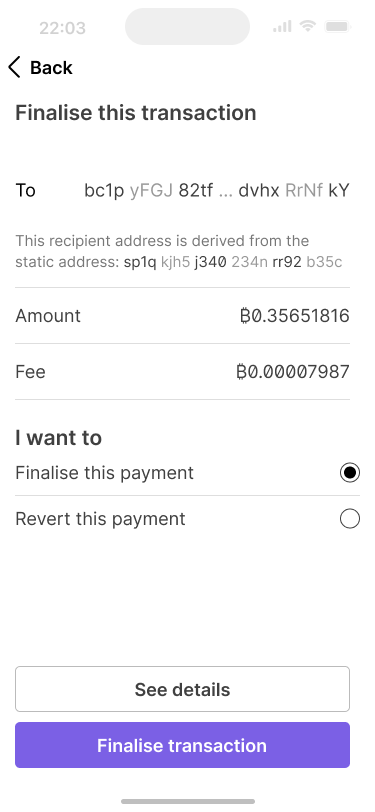 22:03
Back
Finalise this transaction
To bc1p yFGJ 82tf ... dvhx RrNf kY
This recipient address is derived from the
static address: sp1q kjh5 j340 234n rr92 b35c
Amount ₿0.35651816
Fee ₿0.00007987
I want to
Finalise this payment
Revert this payment
See details
Finalise transaction